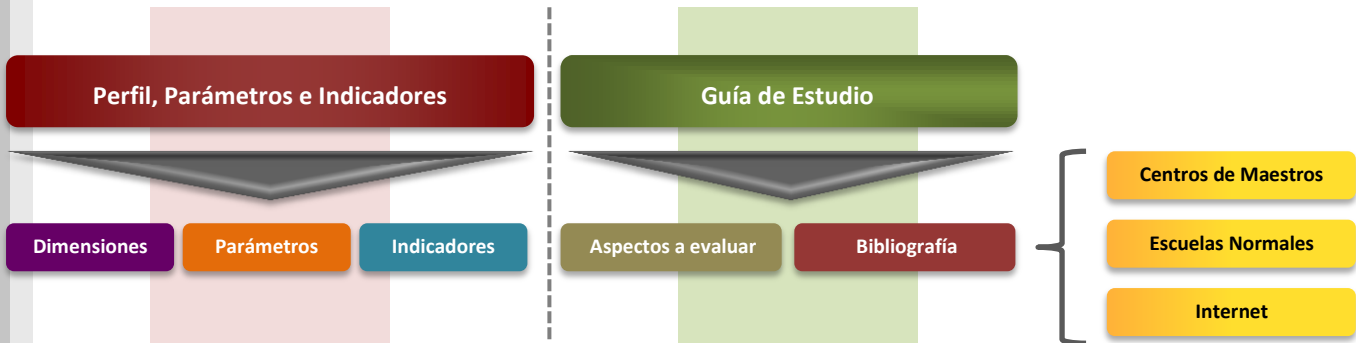 Perfil, Parámetros e Indicadores
Guía de Estudio
Dimensiones
Parámetros
Indicadores
Aspectos a evaluar
Bibliografía
Centros de Maestros
Escuelas Normales
Internet